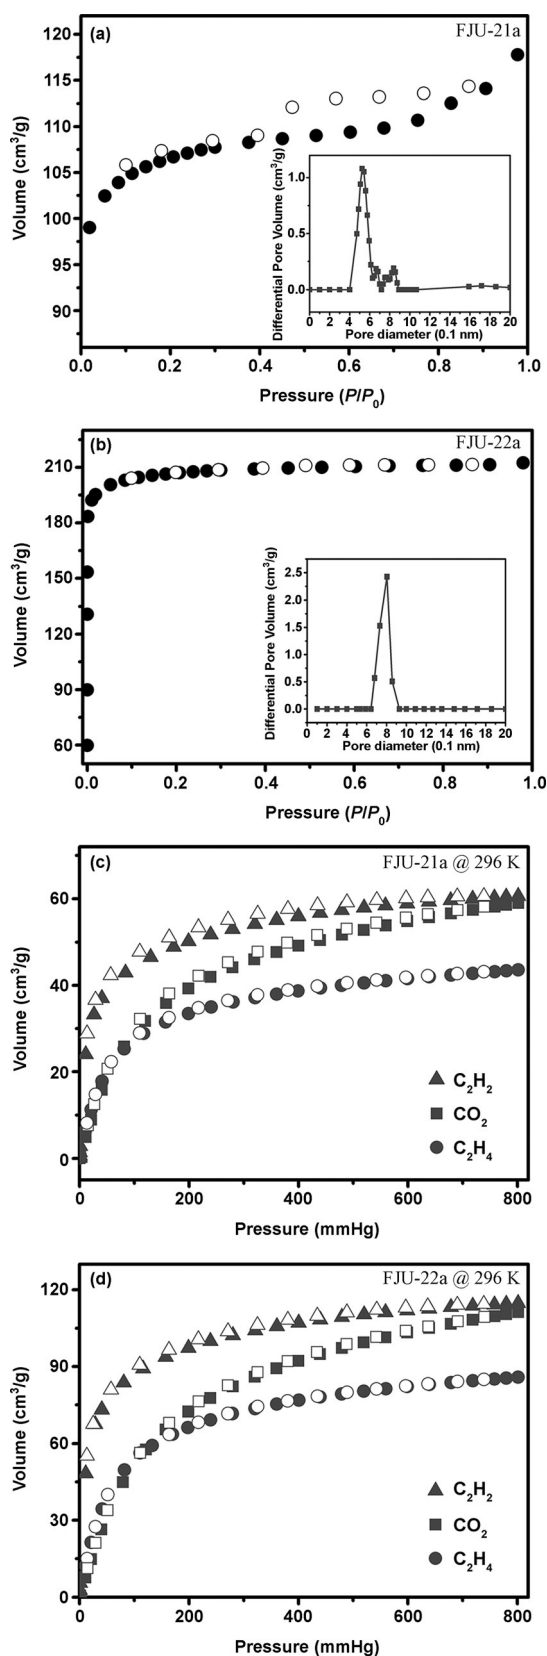 (a) FJU-21a
120
115
110
105
100
95
90
Volume (cm³/g)
1.0
0.5
0.0
Differential Pore Volume (cm³/g)
0 2 4 6 8 10 12 14 16 18 20
Pore diameter (0.1 nm)
0.0 0.2 0.4 0.6 0.8 1.0
Pressure (P/P₀)
(b) FJU-22a
210
180
150
120
90
60
Volume (cm³/g)
2.5
2.0
1.5
1.0
0.5
0.0
Differential Pore Volume (cm³/g)
0 2 4 6 8 10 12 14 16 18 20
Pore diameter (0.1 nm)
0.0 0.2 0.4 0.6 0.8 1.0
Pressure (P/P₀)
(c) FJU-21a @ 296 K
60
40
20
0
Volume (cm³/g)
C₂H₂
CO₂
C₂H₄
0 200 400 600 800
Pressure (mmHg)
(d) FJU-22a @ 296 K
120
90
60
30
0
Volume (cm³/g)
C₂H₂
CO₂
C₂H₄
0 200 400 600 800
Pressure (mmHg)